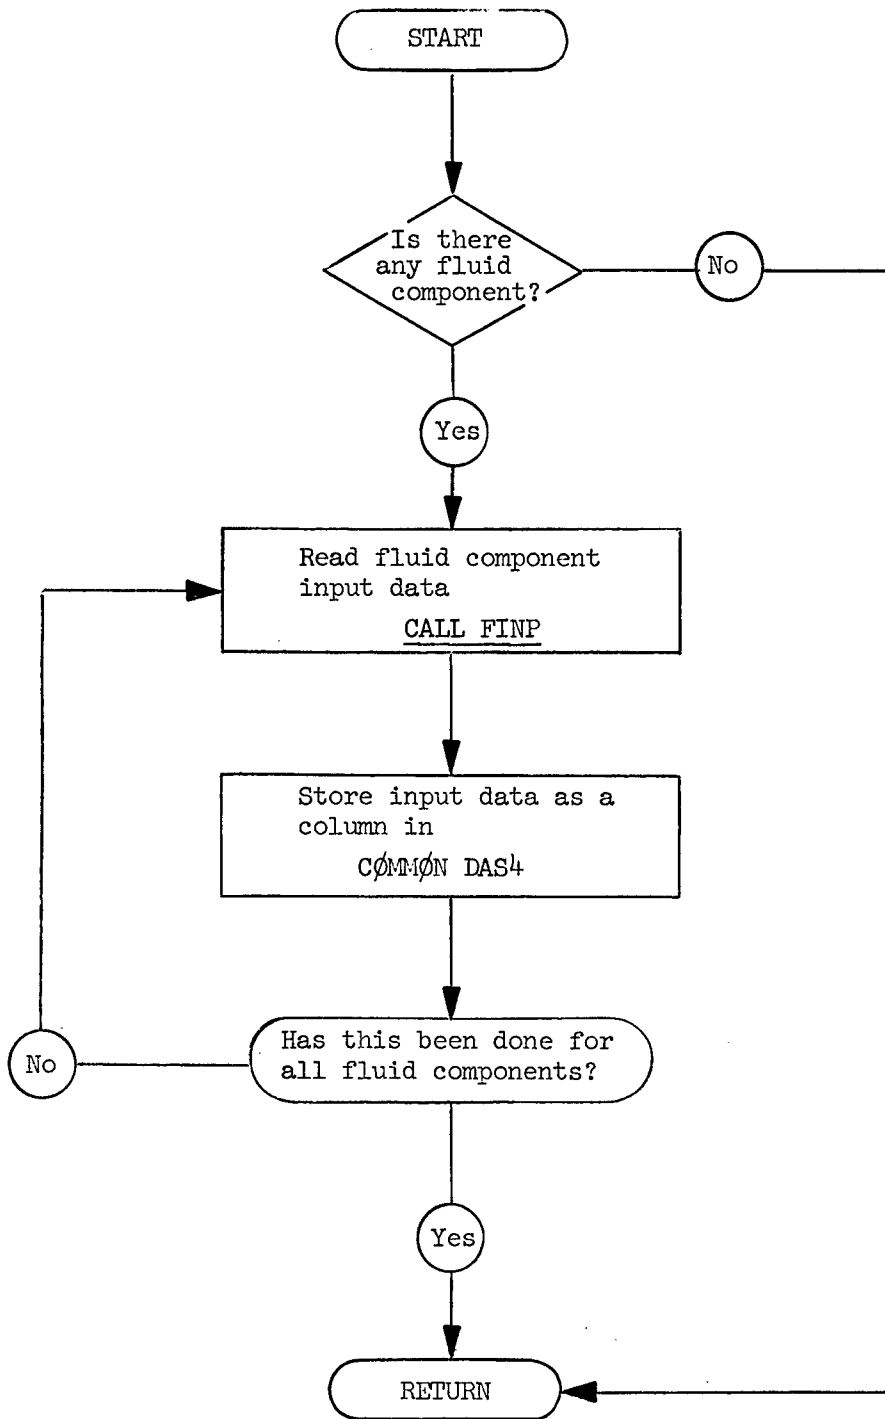 START
Is there
any fluid
component?
No
Yes
Read fluid component
input data
CALL FINP
Store input data as a
column in
CØMMØN DAS4
Has this been done for
all fluid components?
No
Yes
RETURN